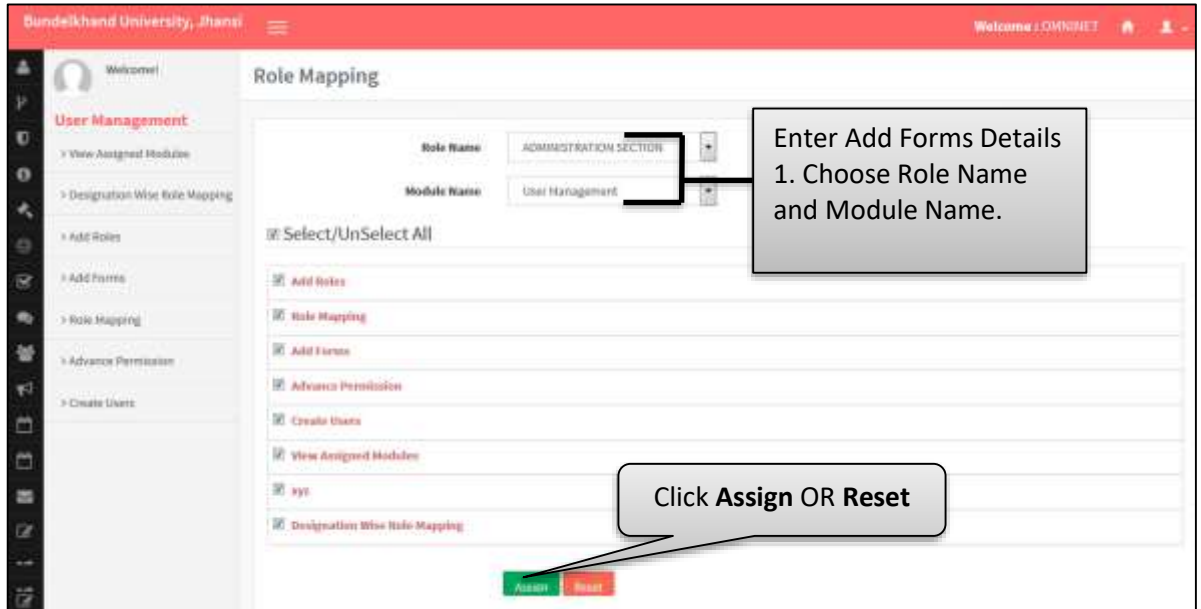 Bundelkhand University, Jhansi
Welcome : OMNINET
Welcome!
User Management
> View Assigned Modules
> Designation Wise Role Mapping
> Add Roles
> Add Forms
> Role Mapping
> Advance Permission
> Create Users
Role Mapping
Role Name
ADMINISTRATION SECTION
Module Name
User Management
Enter Add Forms Details
1. Choose Role Name
and Module Name.
Select/UnSelect All
Add Roles
Role Mapping
Add Forms
Advance Permission
Create Users
View Assigned Modules
xyz
Designation Wise Role Mapping
Click Assign OR Reset
Assign
Reset